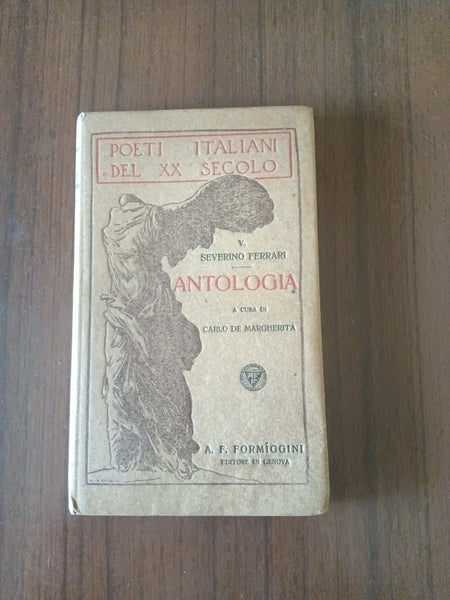 POETI ITALIANI
DEL XX SECOLO
V.
SEVERINO FERRARI
ANTOLOGIA
A CURA DI
CARLO DE MARGHERITA
A. F. FORMÍGGINI
EDITORE IN GENOVA